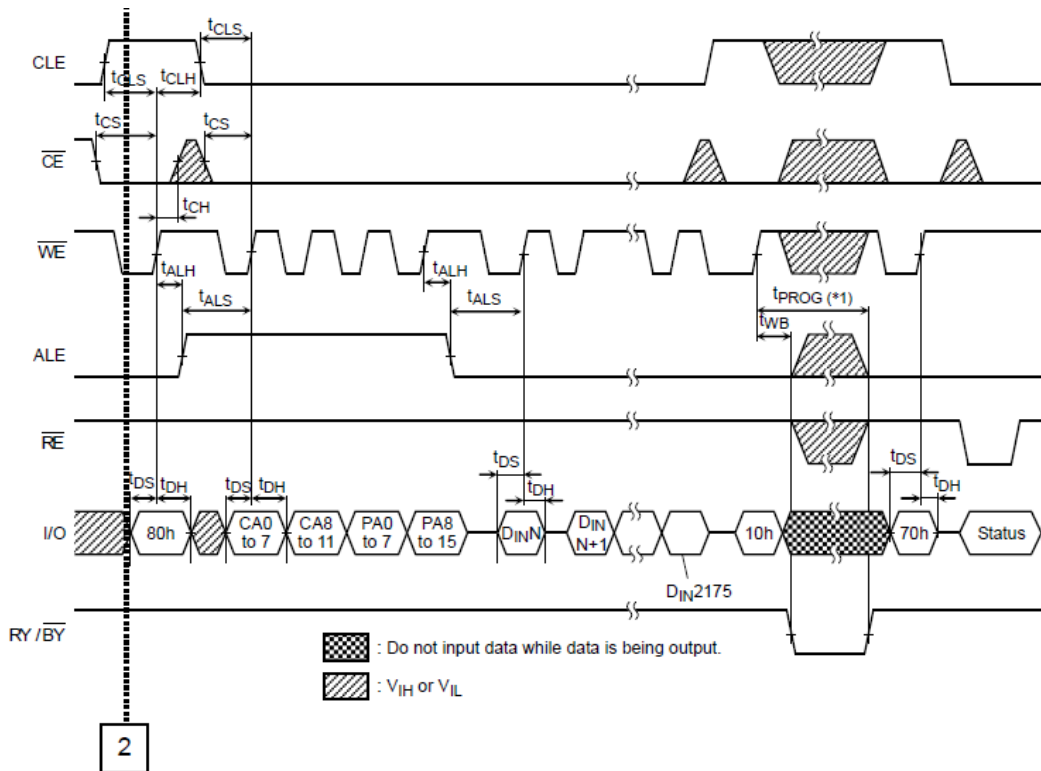 tCLS
CLE
tCLS tCLH
tCS tCS
CE
tCH
WE
tALH tALH
tALS tALS tPROG (*1)
tWB
ALE
RE
tDS tDH tDS tDH tDS tDH tDS tDH
I/O 80h CA0 to 7 CA8 to 11 PA0 to 7 PA8 to 15 DINN DIN N+1 10h 70h Status
DIN2175
RY / BY
: Do not input data while data is being output.
: VIH or VIL
2